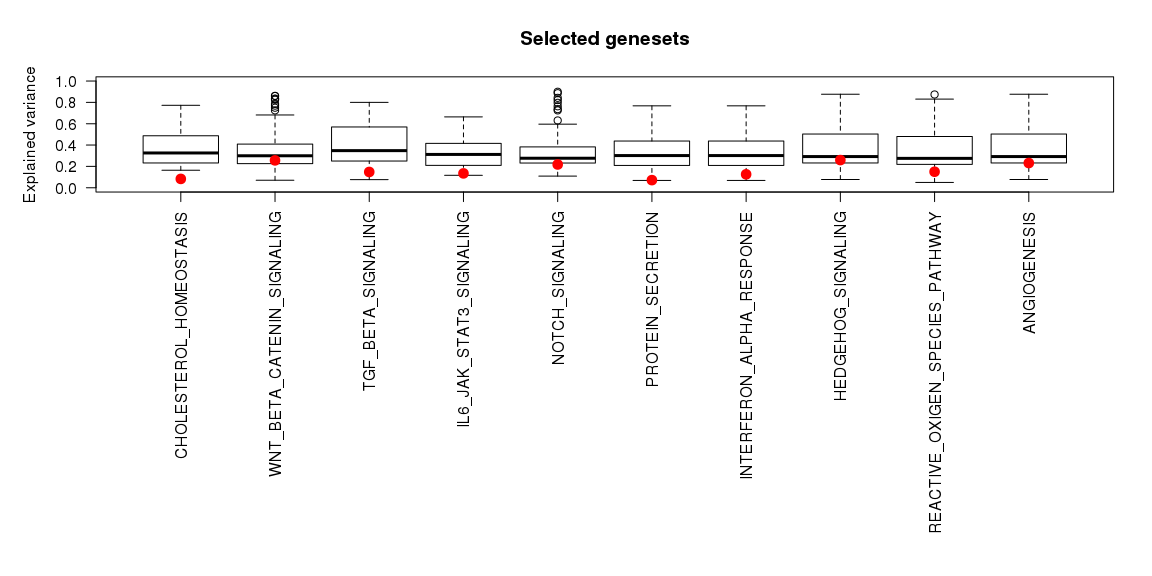 Selected genesets
Explained variance
1.0
0.8
0.6
0.4
0.2
0.0
CHOLESTEROL_HOMEOSTASIS
WNT_BETA_CATENIN_SIGNALING
TGF_BETA_SIGNALING
IL6_JAK_STAT3_SIGNALING
NOTCH_SIGNALING
PROTEIN_SECRETION
INTERFERON_ALPHA_RESPONSE
HEDGEHOG_SIGNALING
REACTIVE_OXIGEN_SPECIES_PATHWAY
ANGIOGENESIS